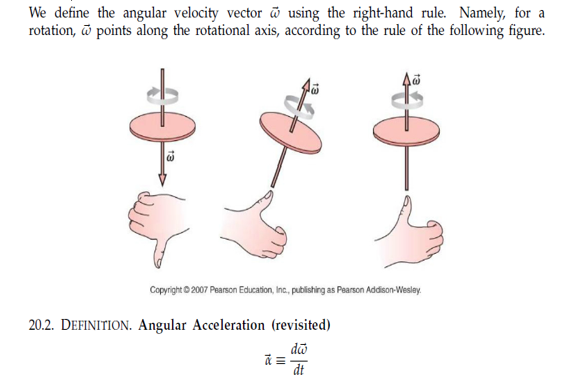 We define the angular velocity vector ω⃗ using the right-hand rule. Namely, for a
rotation, ω⃗ points along the rotational axis, according to the rule of the following figure.
ω⃗
ω⃗
ω⃗
Copyright © 2007 Pearson Education, Inc., publishing as Pearson Addison-Wesley.
20.2. DEFINITION. Angular Acceleration (revisited)
α⃗ ≡ dω⃗/dt